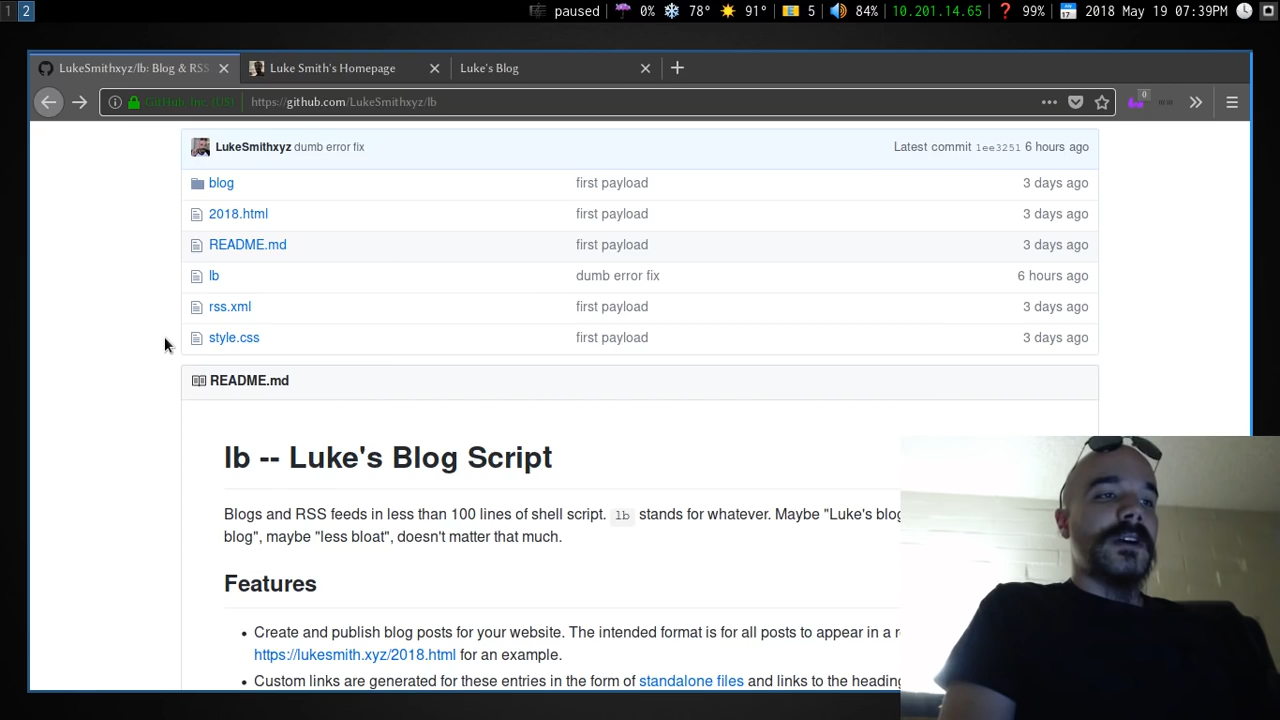 1 2 paused 0% 78° 91° 5 84% 10.201.14.65 99% 2018 May 19 07:39PM
LukeSmithxyz/lb: Blog & RSS Luke Smith's Homepage Luke's Blog
GitHub, Inc. (US) https://github.com/LukeSmithxyz/lb 0
LukeSmithxyz dumb error fix Latest commit 1ee3251 6 hours ago
blog first payload 3 days ago
2018.html first payload 3 days ago
README.md first payload 3 days ago
lb dumb error fix 6 hours ago
rss.xml first payload 3 days ago
style.css first payload 3 days ago
README.md
lb -- Luke's Blog Script
Blogs and RSS feeds in less than 100 lines of shell script. lb stands for whatever. Maybe "Luke's blog
blog", maybe "less bloat", doesn't matter that much.
Features
• Create and publish blog posts for your website. The intended format is for all posts to appear in a
https://lukesmith.xyz/2018.html for an example.
• Custom links are generated for these entries in the form of standalone files and links to the heading